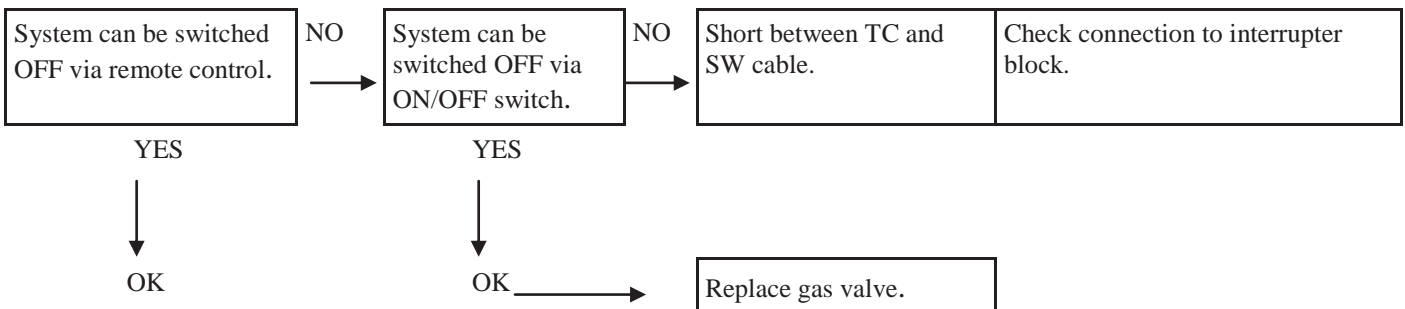 System can be switched
OFF via remote control.
NO
System can be
switched OFF via
ON/OFF switch.
NO
Short between TC and
SW cable.
Check connection to interrupter
block.
YES
YES
OK
OK
Replace gas valve.